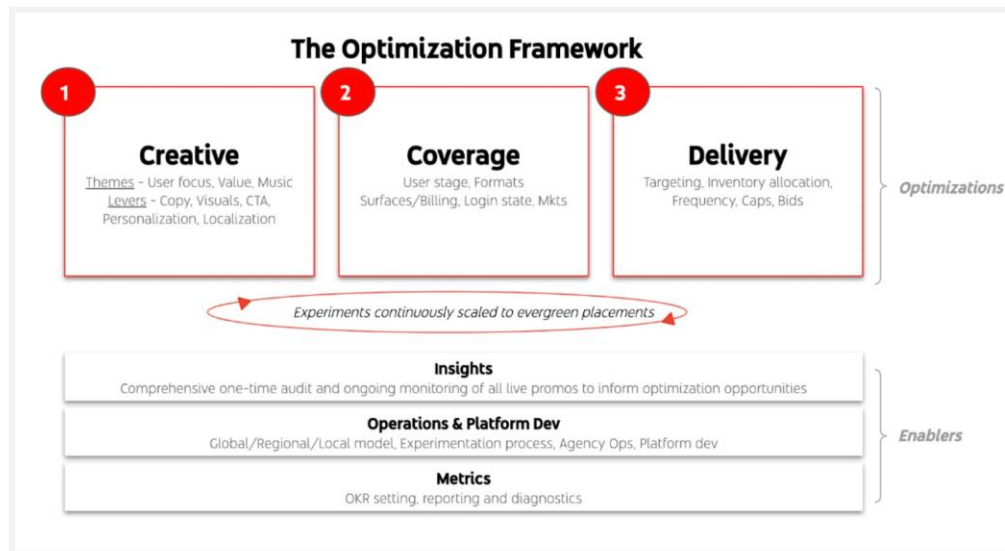 The Optimization Framework
1
2
3
Creative
Themes - User focus, Value, Music
Levers - Copy, Visuals, CTA,
Personalization, Localization
Coverage
User stage, Formats
Surfaces/Billing, Login state, Mkts
Delivery
Targeting, Inventory allocation,
Frequency, Caps, Bids
Optimizations
Experiments continuously scaled to evergreen placements
Insights
Comprehensive one-time audit and ongoing monitoring of all live promos to inform optimization opportunities
Operations & Platform Dev
Global/Regional/Local model, Experimentation process, Agency Ops, Platform dev
Metrics
OKR setting, reporting and diagnostics
Enablers